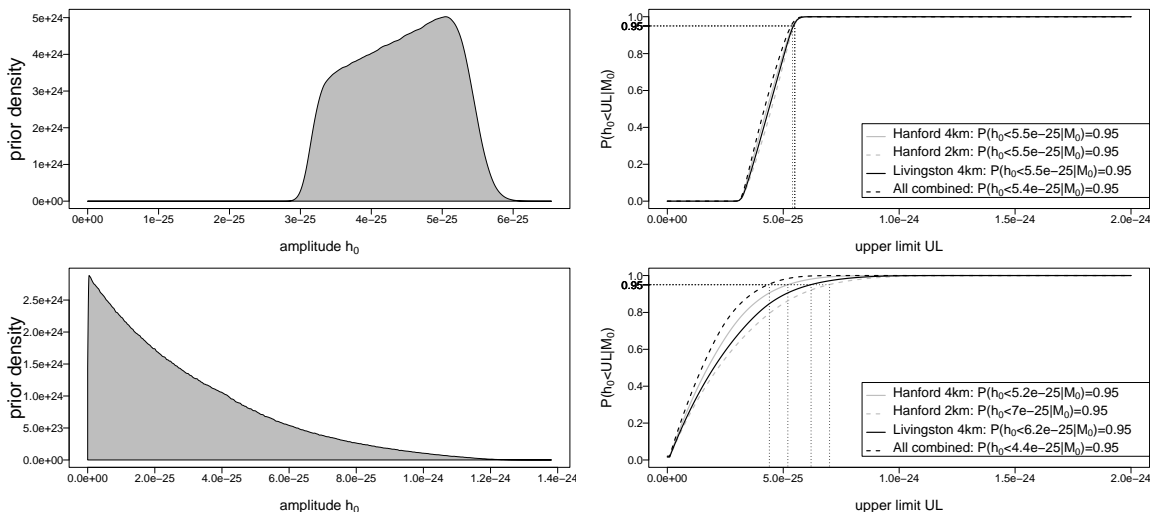 5e+24
4e+24
3e+24
2e+24
1e+24
0e+00
prior density
0e+00 1e−25 2e−25 3e−25 4e−25 5e−25 6e−25
amplitude h0
1.0
0.95
0.8
0.6
0.4
0.2
0.0
P(h0<UL|M0)
Hanford 4km: P(h0<5.5e−25|M0)=0.95
Hanford 2km: P(h0<5.5e−25|M0)=0.95
Livingston 4km: P(h0<5.5e−25|M0)=0.95
All combined: P(h0<5.4e−25|M0)=0.95
0.0e+00 5.0e−25 1.0e−24 1.5e−24 2.0e−24
upper limit UL
2.5e+24
2.0e+24
1.5e+24
1.0e+24
5.0e+23
0.0e+00
prior density
0.0e+00 2.0e−25 4.0e−25 6.0e−25 8.0e−25 1.0e−24 1.2e−24 1.4e−24
amplitude h0
1.0
0.95
0.8
0.6
0.4
0.2
0.0
P(h0<UL|M0)
Hanford 4km: P(h0<5.2e−25|M0)=0.95
Hanford 2km: P(h0<7e−25|M0)=0.95
Livingston 4km: P(h0<6.2e−25|M0)=0.95
All combined: P(h0<4.4e−25|M0)=0.95
0.0e+00 5.0e−25 1.0e−24 1.5e−24 2.0e−24
upper limit UL